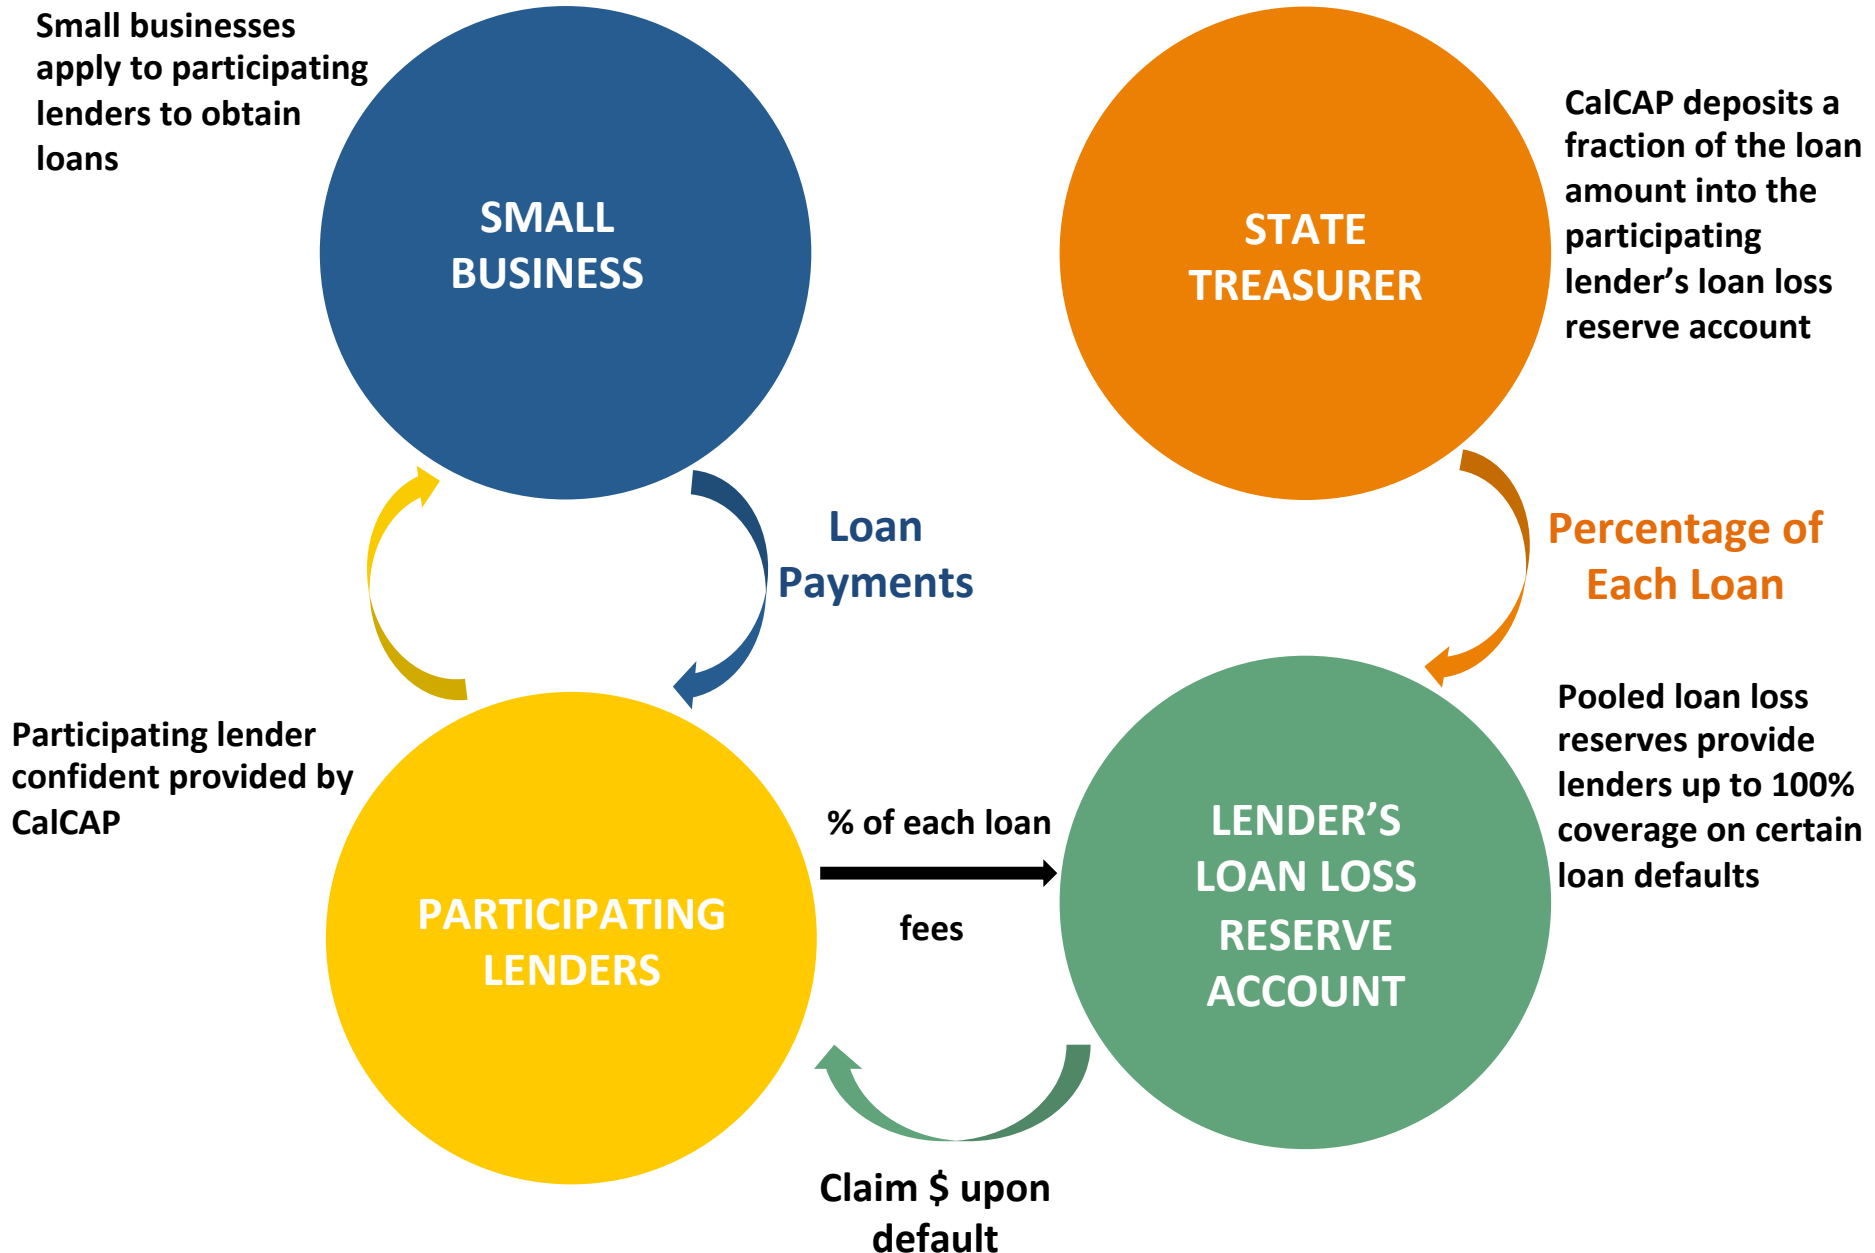 Small businesses
apply to participating
lenders to obtain
loans
SMALL
BUSINESS
STATE
TREASURER
CalCAP deposits a
fraction of the loan
amount into the
participating
lender’s loan loss
reserve account
Loan
Payments
Percentage of
Each Loan
Participating lender
confident provided by
CalCAP
PARTICIPATING
LENDERS
% of each loan
fees
LENDER’S
LOAN LOSS
RESERVE
ACCOUNT
Pooled loan loss
reserves provide
lenders up to 100%
coverage on certain
loan defaults
Claim $ upon
default